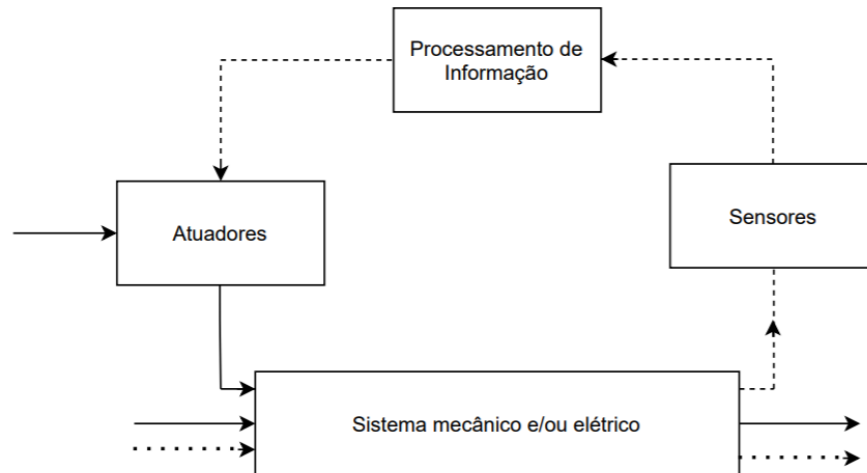 Processamento de
Informação
Atuadores
Sensores
Sistema mecânico e/ou elétrico